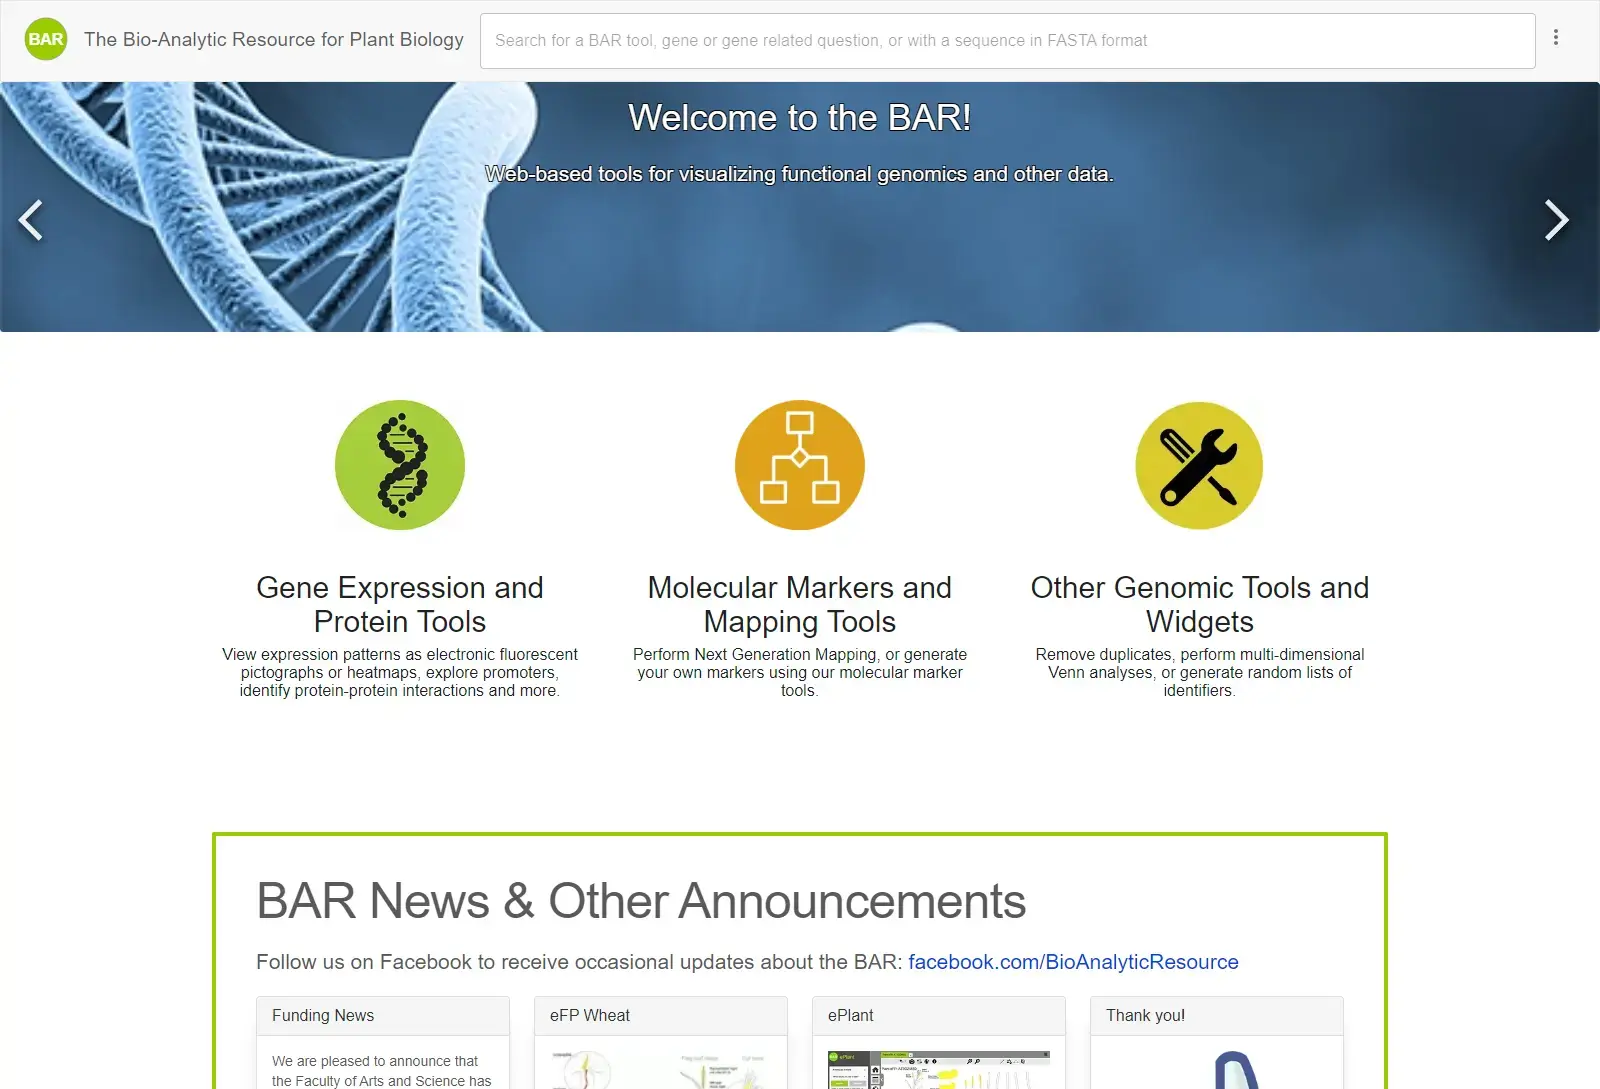 BAR
The Bio-Analytic Resource for Plant Biology
Search for a BAR tool, gene or gene related question, or with a sequence in FASTA format
Welcome to the BAR!
Web-based tools for visualizing functional genomics and other data.
Gene Expression and
Protein Tools
View expression patterns as electronic fluorescent
pictographs or heatmaps, explore promoters,
identify protein-protein interactions and more.
Molecular Markers and
Mapping Tools
Perform Next Generation Mapping, or generate
your own markers using our molecular marker
tools.
Other Genomic Tools and
Widgets
Remove duplicates, perform multi-dimensional
Venn analyses, or generate random lists of
identifiers.
BAR News & Other Announcements
Follow us on Facebook to receive occasional updates about the BAR: facebook.com/BioAnalyticResource
Funding News
We are pleased to announce that
the Faculty of Arts and Science has
eFP Wheat
ePlant
ePlant
Thank you!